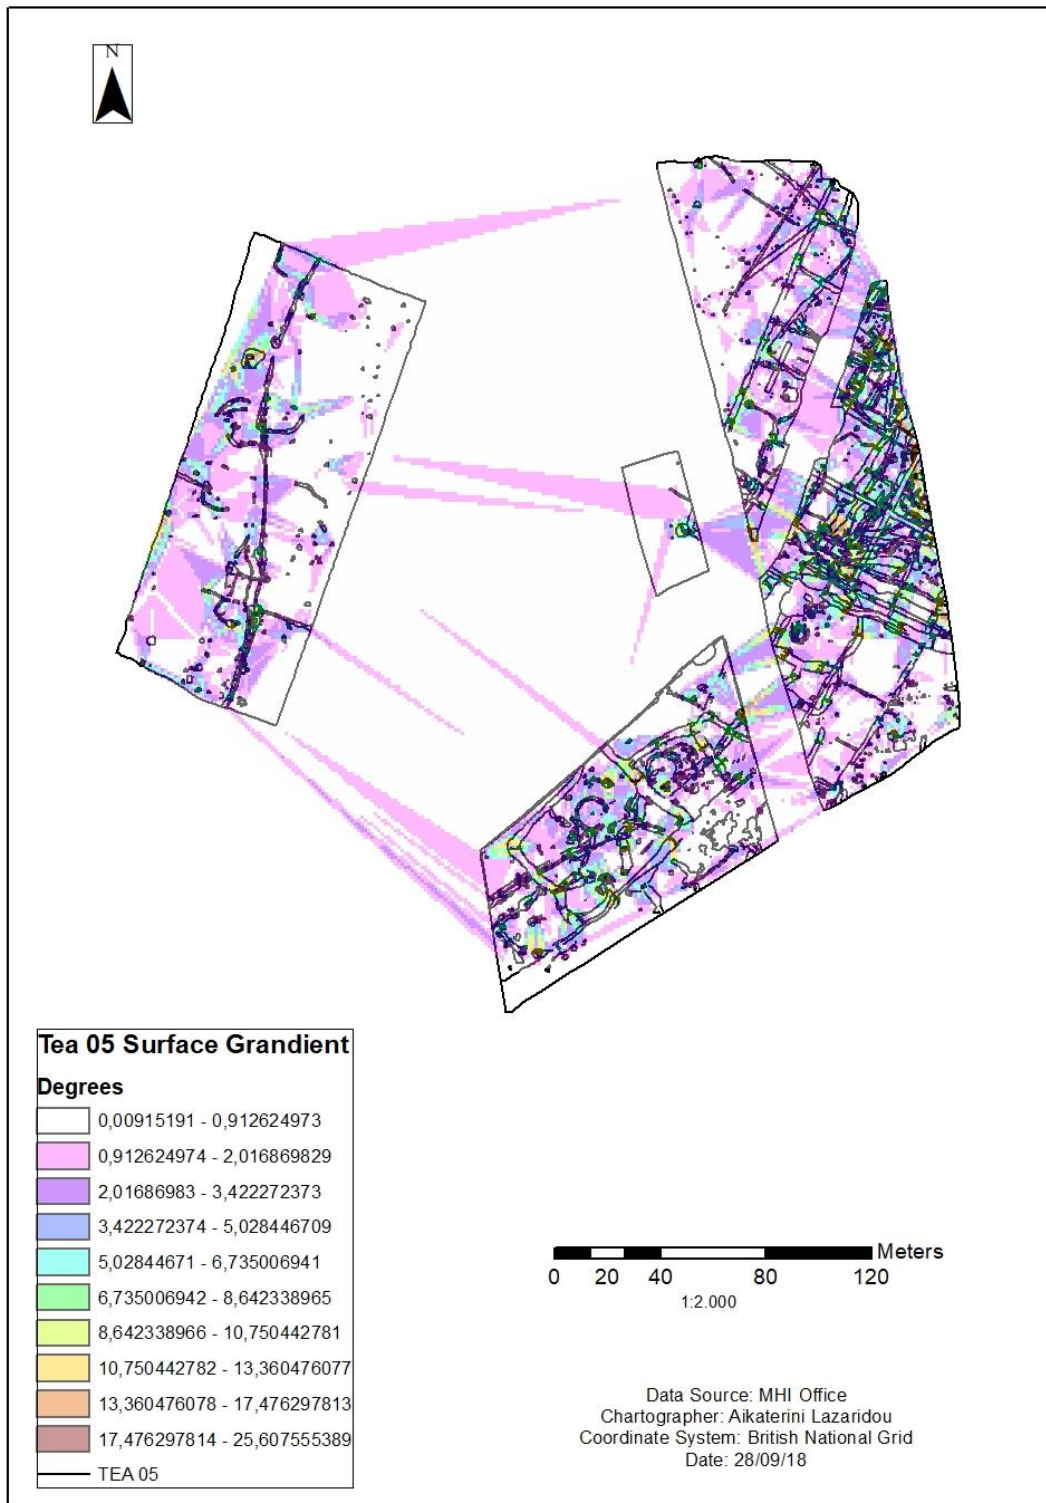 N
Tea 05 Surface Grandient
Degrees
0,00915191 - 0,912624973
0,912624974 - 2,016869829
2,01686983 - 3,422272373
3,422272374 - 5,028446709
5,02844671 - 6,735006941
6,735006942 - 8,642338965
8,642338966 - 10,750442781
10,750442782 - 13,360476077
13,360476078 - 17,476297813
17,476297814 - 25,607555389
TEA 05
Meters
0 20 40 80 120
1:2.000
Data Source: MHI Office
Chartographer: Aikaterini Lazaridou
Coordinate System: British National Grid
Date: 28/09/18